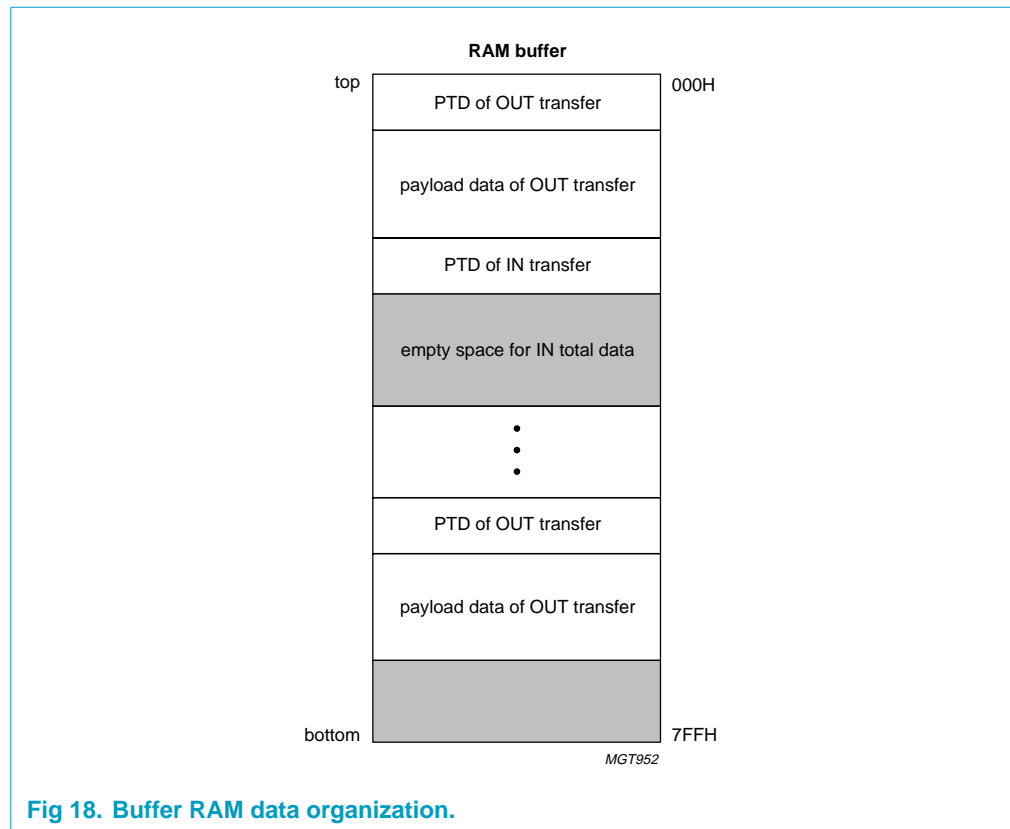 RAM buffer
top
000H
PTD of OUT transfer
payload data of OUT transfer
PTD of IN transfer
empty space for IN total data
PTD of OUT transfer
payload data of OUT transfer
bottom
7FFH
MGT952
Fig 18. Buffer RAM data organization.